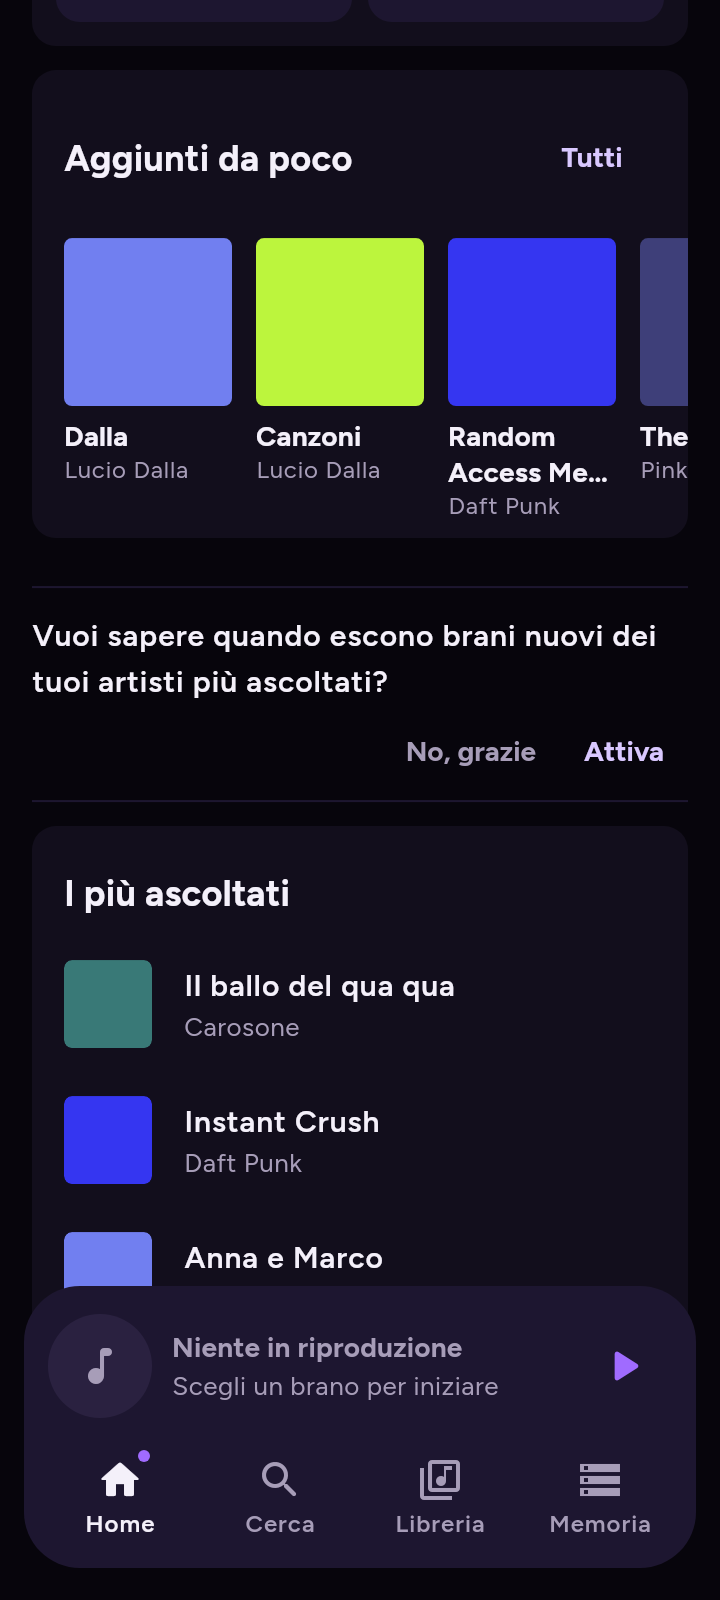 Aggiunti da poco
Tutti
Dalla
Lucio Dalla
Canzoni
Lucio Dalla
Random
Access Me...
Daft Punk
The
Pink
Vuoi sapere quando escono brani nuovi dei
tuoi artisti più ascoltati?
No, grazie
Attiva
I più ascoltati
Il ballo del qua qua
Carosone
Instant Crush
Daft Punk
Anna e Marco
Niente in riproduzione
Scegli un brano per iniziare
Home
Cerca
Libreria
Memoria